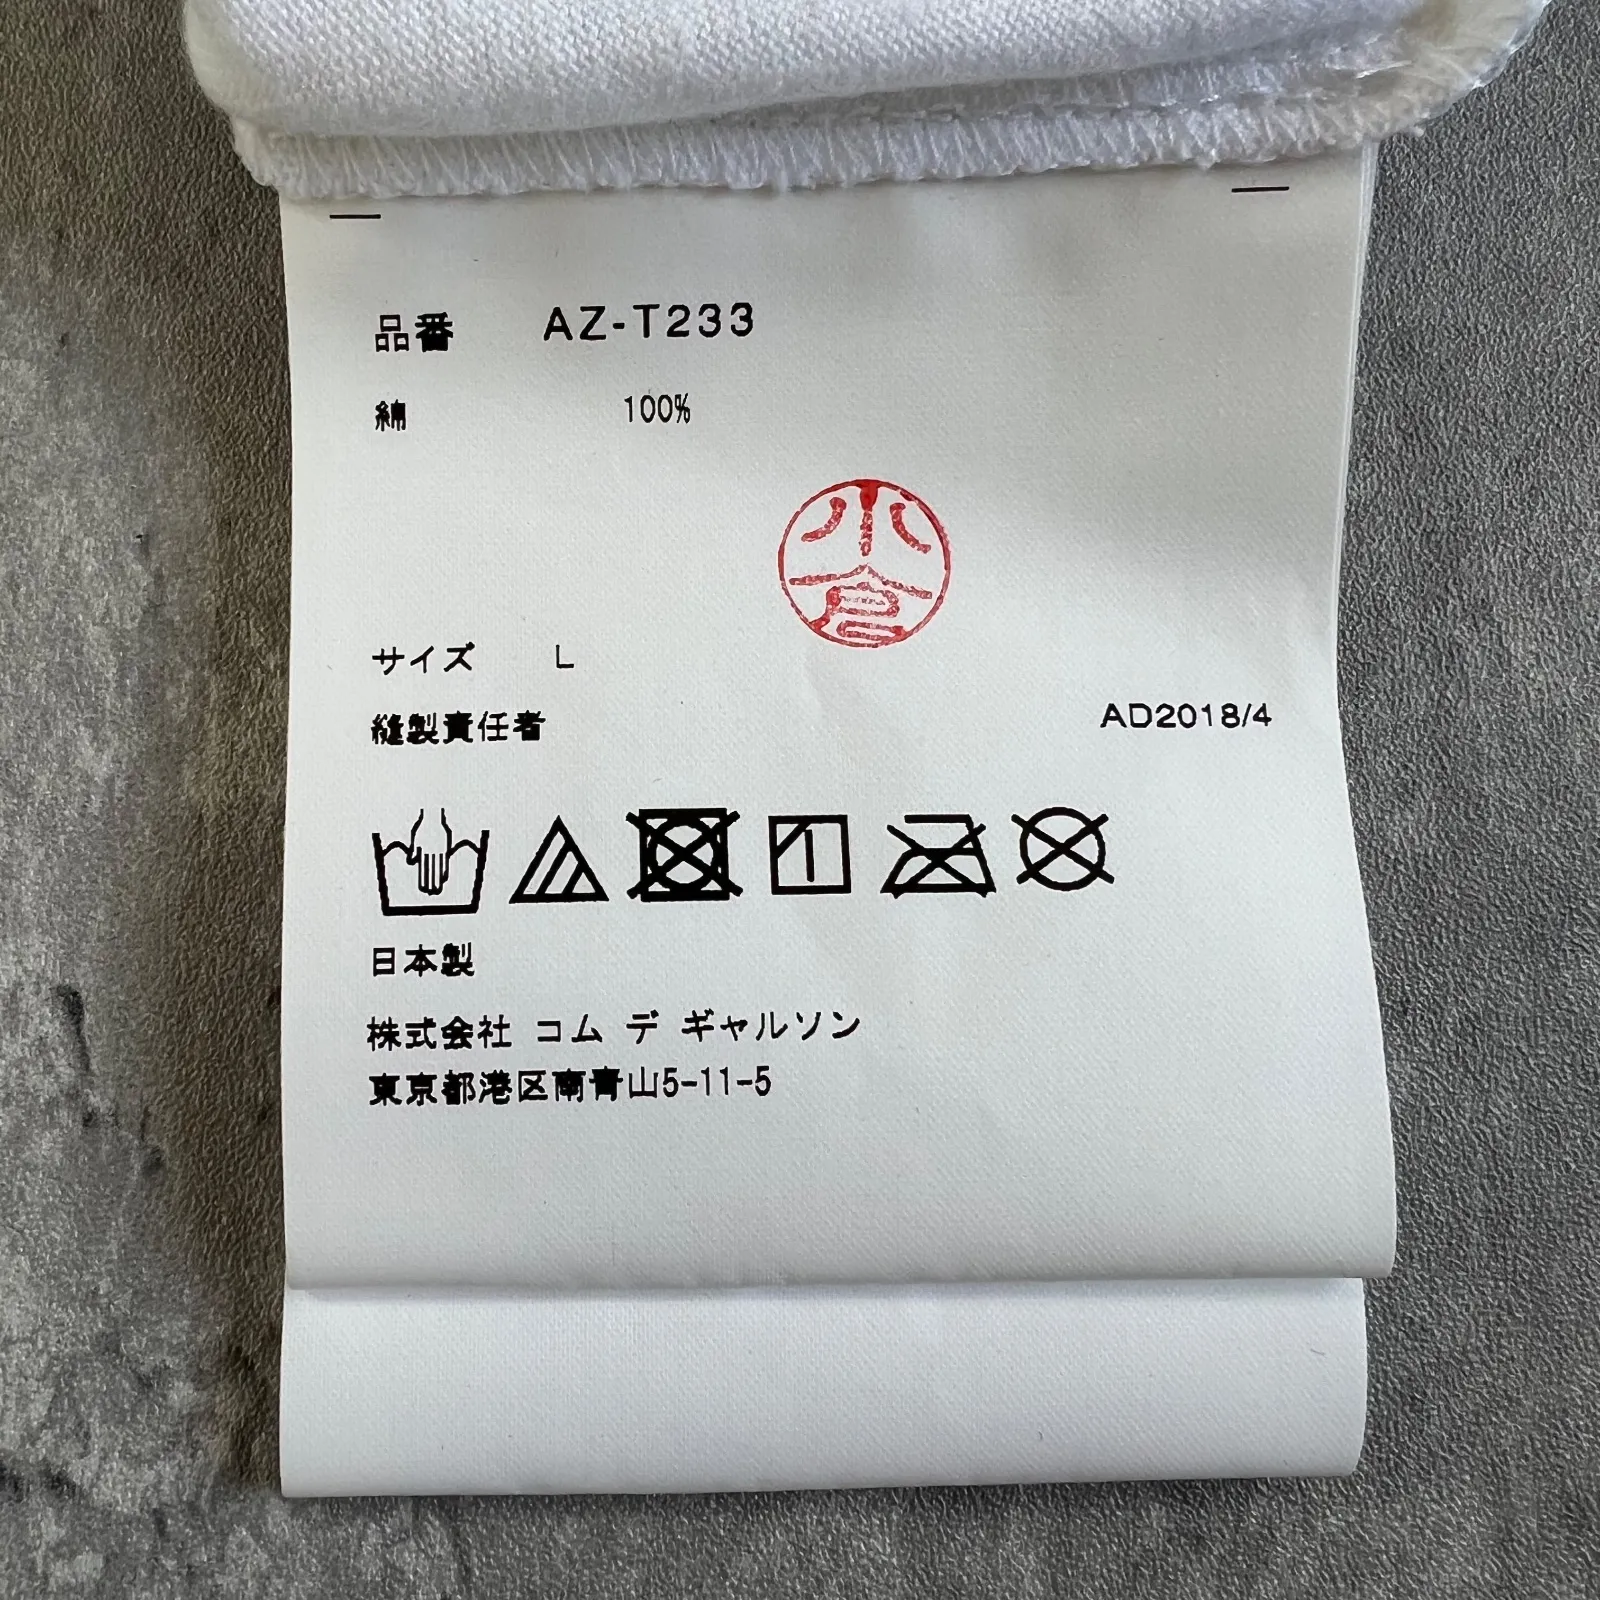 品番 AZ-T233
綿 100%
小倉
サイズ L
縫製責任者
AD2018/4
日本製
株式会社 コム デ ギャルソン
東京都港区南青山5-11-5